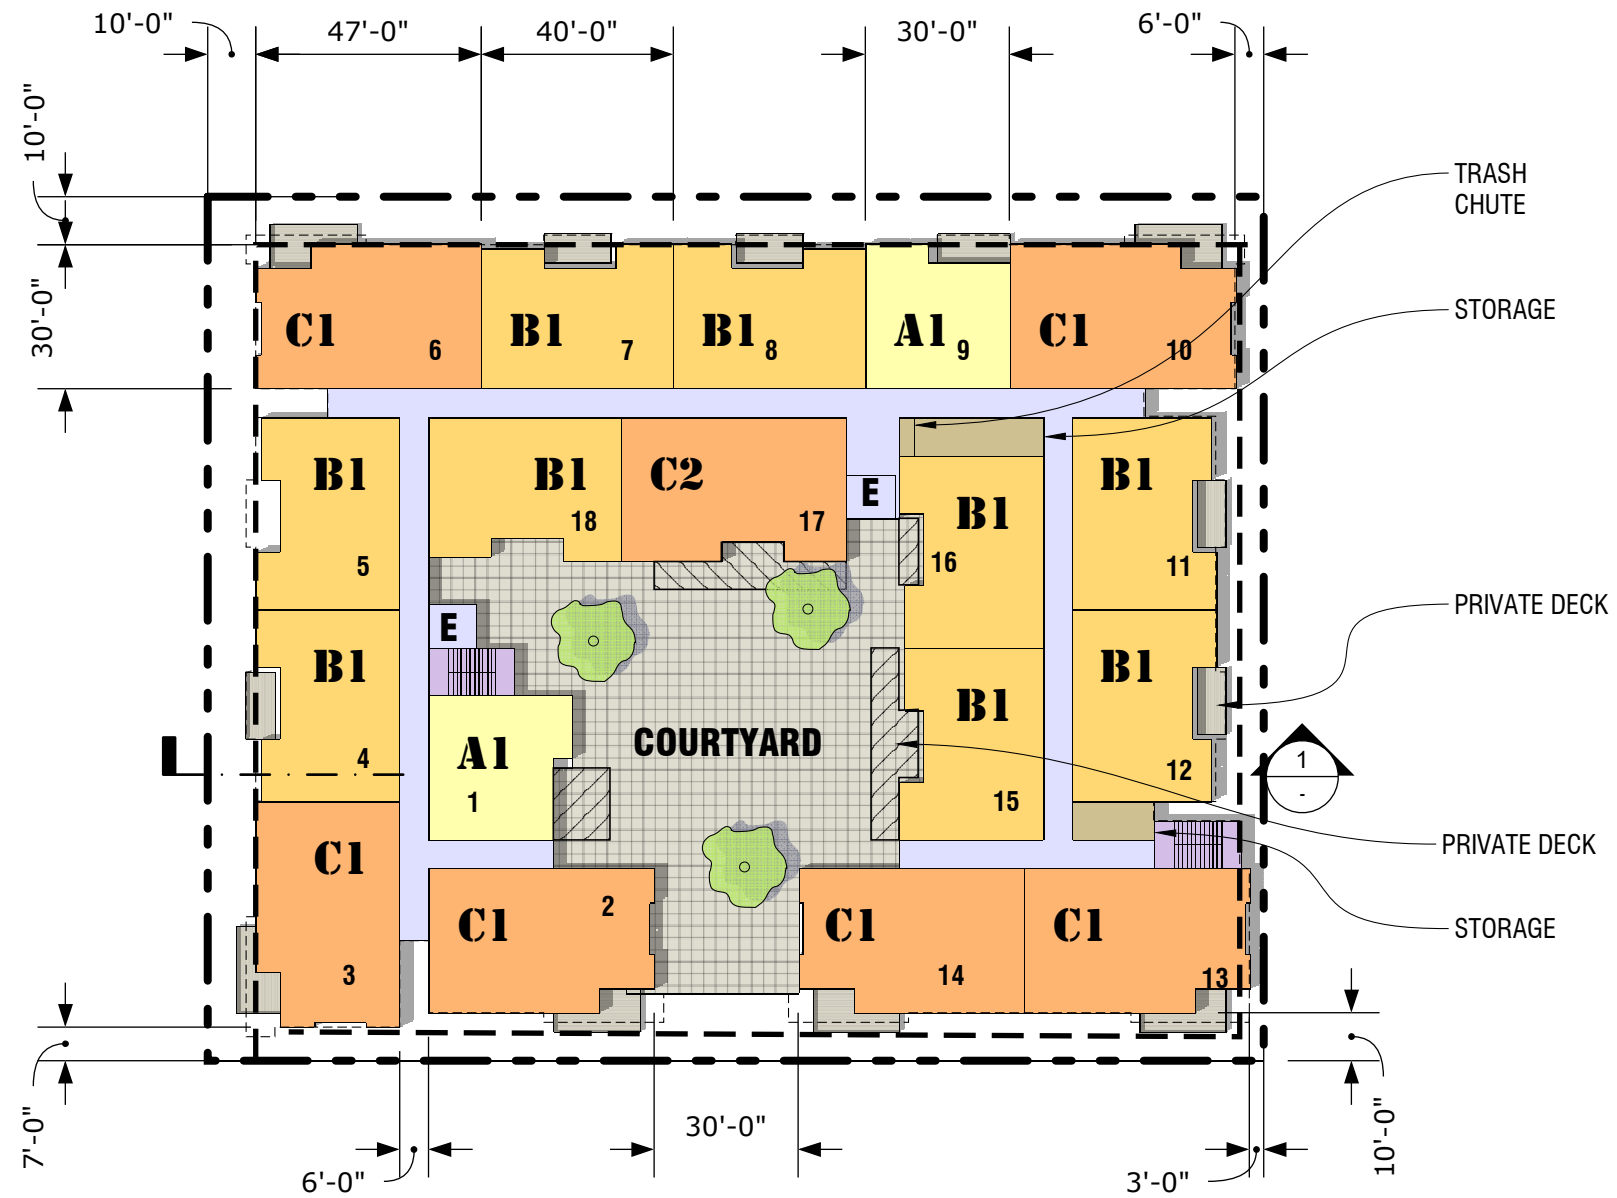 10'-0"
47'-0"
40'-0"
30'-0"
6'-0"
10'-0"
30'-0"
TRASH
CHUTE
STORAGE
C1
6
B1
7
B1
8
A1
9
C1
10
B1
5
B1
18
C2
17
E
B1
16
B1
11
E
B1
4
PRIVATE DECK
A1
1
COURTYARD
B1
15
B1
12
1
-
PRIVATE DECK
C1
3
C1
2
C1
14
C1
13
STORAGE
7'-0"
6'-0"
30'-0"
3'-0"
10'-0"